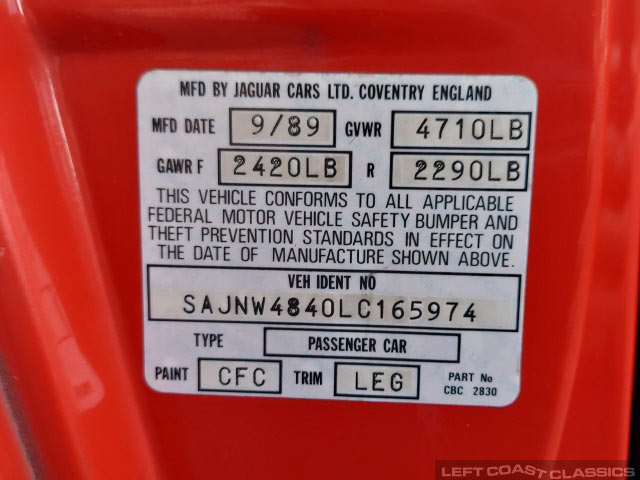 MFD BY JAGUAR CARS LTD. COVENTRY ENGLAND
MFD DATE 9/89 GVWR 4710LB
GAWR F 2420LB R 2290LB
THIS VEHICLE CONFORMS TO ALL APPLICABLE
FEDERAL MOTOR VEHICLE SAFETY BUMPER AND
THEFT PREVENTION STANDARDS IN EFFECT ON
THE DATE OF MANUFACTURE SHOWN ABOVE.
VEH IDENT NO
SAJNW4840LC165974
TYPE PASSENGER CAR
PAINT CFC TRIM LEG PART No
CBC 2830
LEFT COAST CLASSICS